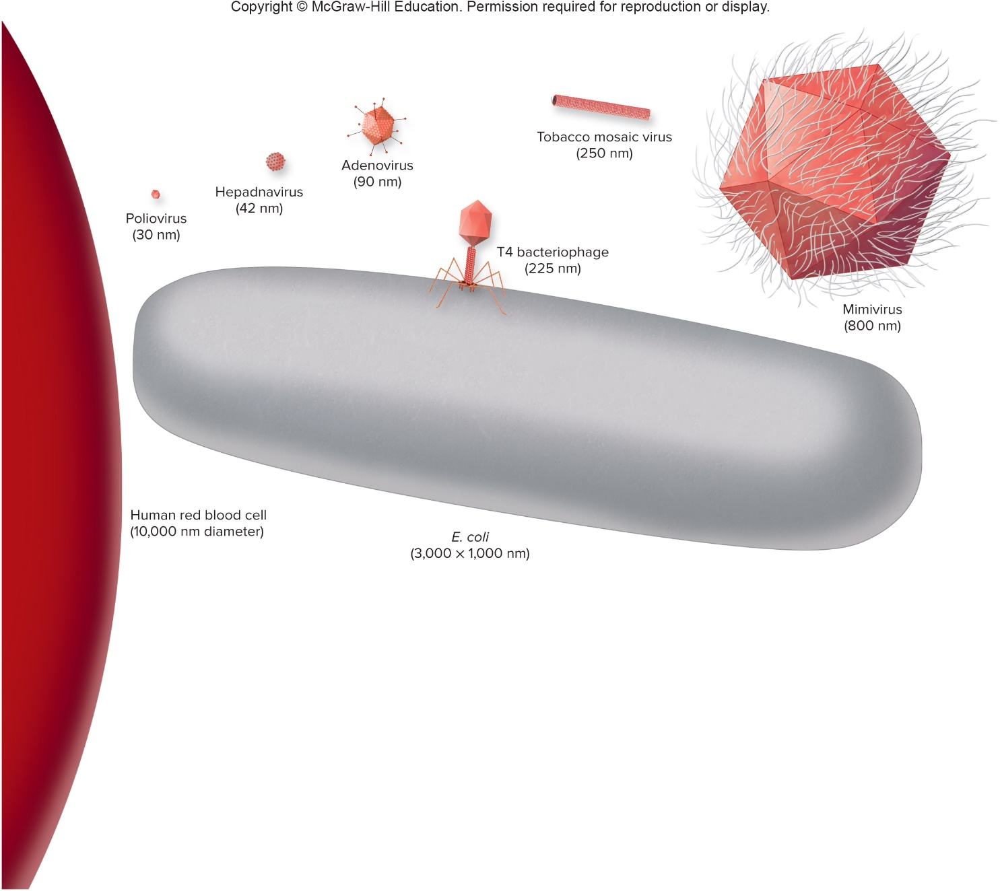 Copyright © McGraw-Hill Education. Permission required for reproduction or display.
Tobacco mosaic virus
(250 nm)
Adenovirus
(90 nm)
Hepadnavirus
(42 nm)
Poliovirus
(30 nm)
T4 bacteriophage
(225 nm)
Mimivirus
(800 nm)
Human red blood cell
(10,000 nm diameter)
E. coli
(3,000 × 1,000 nm)